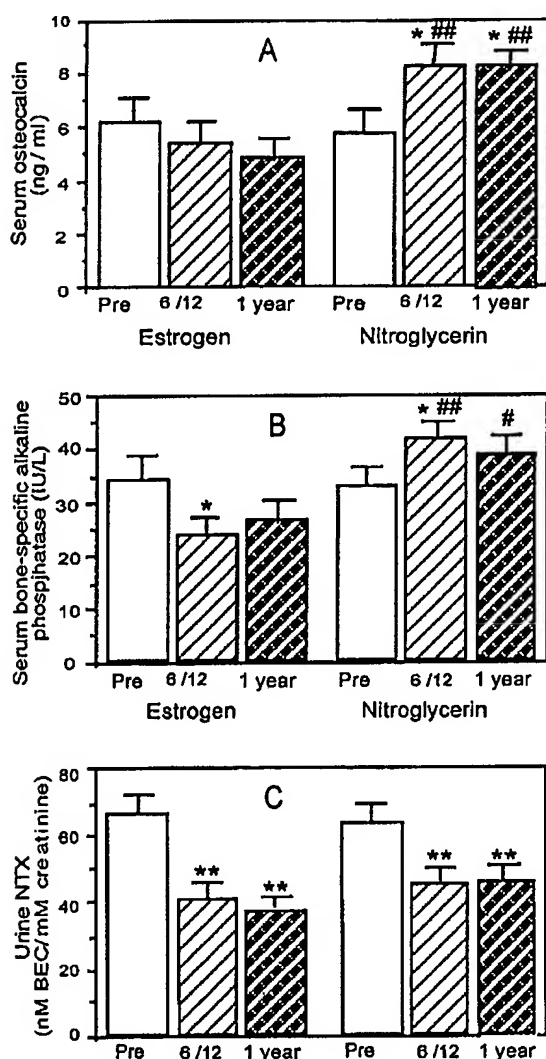 10
A
* ##
* ##
8
6
4
2
0
Serum osteocalcin
(ng / ml)
Pre
6 /12
1 year
Pre
6 /12
1 year
Estrogen
Nitroglycerin
50
B
* ##
#
40
*
30
20
10
0
Serum bone-specific alkaline
phospjhatase (IU/L)
Pre
6 /12
1 year
Pre
6 /12
1 year
Estrogen
Nitroglycerin
80
C
60
**
**
**
**
40
20
0
Urine NTX
(nM BEC/mM creatinine)
Pre
6 /12
1 year
Pre
6 /12
1 year